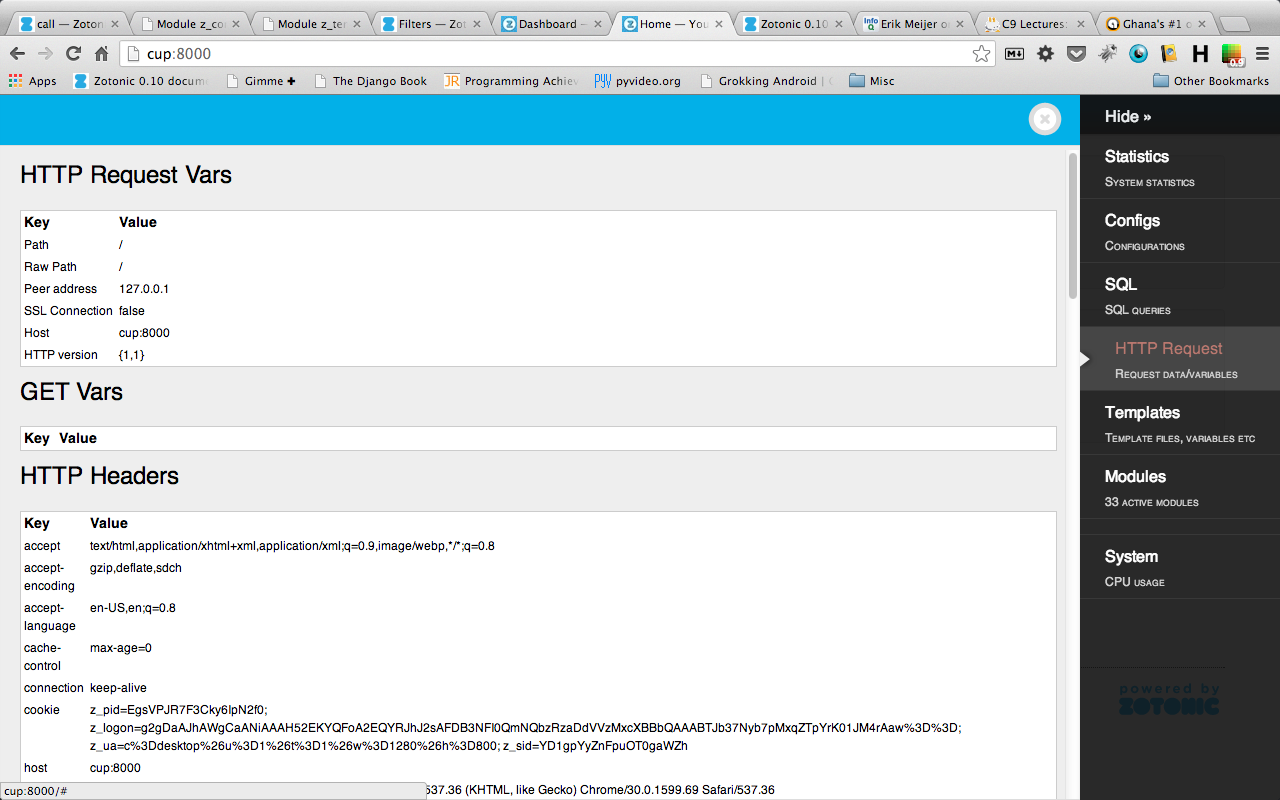 call — Zoton
Module z_co
Module z_ter
Filters — Zot
Dashboard —
Home — You
Zotonic 0.10
Erik Meijer o
C9 Lectures:
Ghana's #1 o
cup:8000
Apps
Zotonic 0.10 docum
Gimme +
The Django Book
Programming Achiev
pyvideo.org
Grokking Android |
Misc
Other Bookmarks
Hide »
HTTP Request Vars
Key Value
Path /
Raw Path /
Peer address 127.0.0.1
SSL Connection false
Host cup:8000
HTTP version {1,1}
GET Vars
Key Value
HTTP Headers
Key Value
accept text/html,application/xhtml+xml,application/xml;q=0.9,image/webp,*/*;q=0.8
accept-
encoding gzip,deflate,sdch
accept-
language en-US,en;q=0.8
cache-
control max-age=0
connection keep-alive
cookie z_pid=EgsVPJR7F3Cky6IpN2f0;
z_logon=g2gDaAJhAWgCaANiAAAH52EKYQFoA2EQYRJhJ2sAFDB3NFl0QmNQbzRzaDdVVzMxcXBBbQAAABTJb37Nyb7pMxqZTpYrK01JM4rAaw%3D%3D;
z_ua=c%3Ddesktop%26u%3D1%26t%3D1%26w%3D1280%26h%3D800; z_sid=YD1gpYyZnFpuOT0gaWZh
host cup:8000
537.36 (KHTML, like Gecko) Chrome/30.0.1599.69 Safari/537.36
cup:8000/#
Statistics
System statistics
Configs
Configurations
SQL
SQL queries
HTTP Request
Request data/variables
Templates
Template files, variables etc
Modules
33 active modules
System
CPU usage
powered by
ZOTONIC